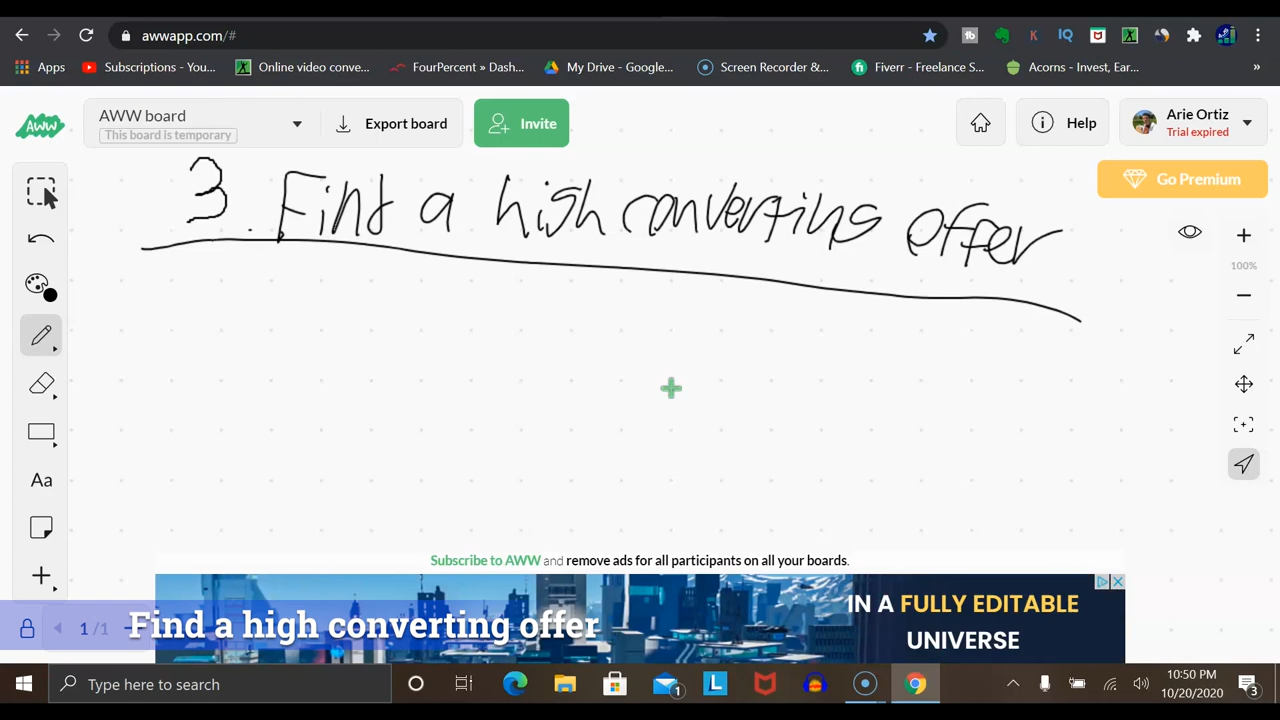 awwapp.com/#
Apps
Subscriptions - You...
Online video conve...
FourPercent » Dash...
My Drive - Google...
Screen Recorder &...
Fiverr - Freelance S...
Acorns - Invest, Ear...
»
AWW
AWW board
This board is temporary
Export board
Invite
Help
Arie Ortiz
Trial expired
Go Premium
3. Find a high converting offer
100%
Aa
Subscribe to AWW and remove ads for all participants on all your boards.
IN A FULLY EDITABLE
UNIVERSE
1/1
Find a high converting offer
Type here to search
1
L
10:50 PM
10/20/2020
3